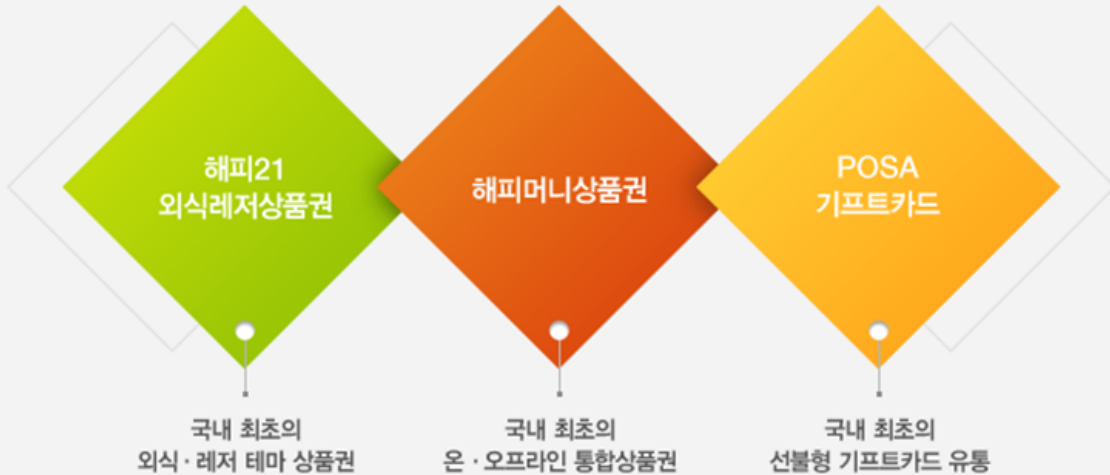 해피21
외식레저상품권
해피머니상품권
POSA
기프트카드
국내 최초의
외식·레저 테마 상품권
국내 최초의
온·오프라인 통합상품권
국내 최초의
선불형 기프트카드 유통